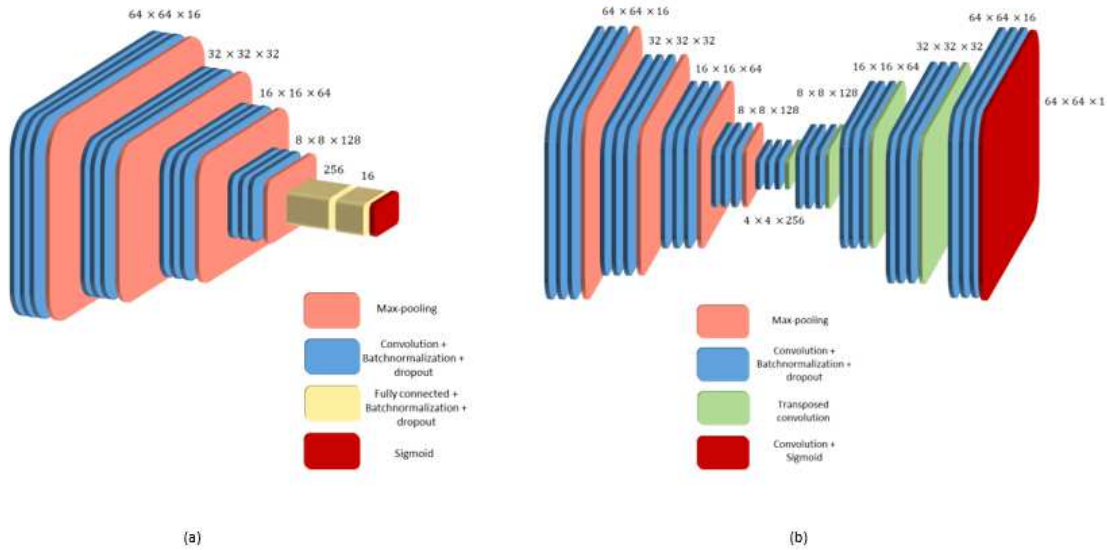 64 × 64 × 16
32 × 32 × 32
16 × 16 × 64
8 × 8 × 128
256
16
Max-pooling
Convolution +
Batchnormalization +
dropout
Fully connected +
Batchnormalization +
dropout
Sigmoid
(a)
64 × 64 × 16
32 × 32 × 32
16 × 16 × 64
8 × 8 × 128
4 × 4 × 256
8 × 8 × 128
16 × 16 × 64
32 × 32 × 32
64 × 64 × 16
64 × 64 × 1
Max-pooling
Convolution +
Batchnormalization +
dropout
Transposed
convolution
Convolution +
Sigmoid
(b)